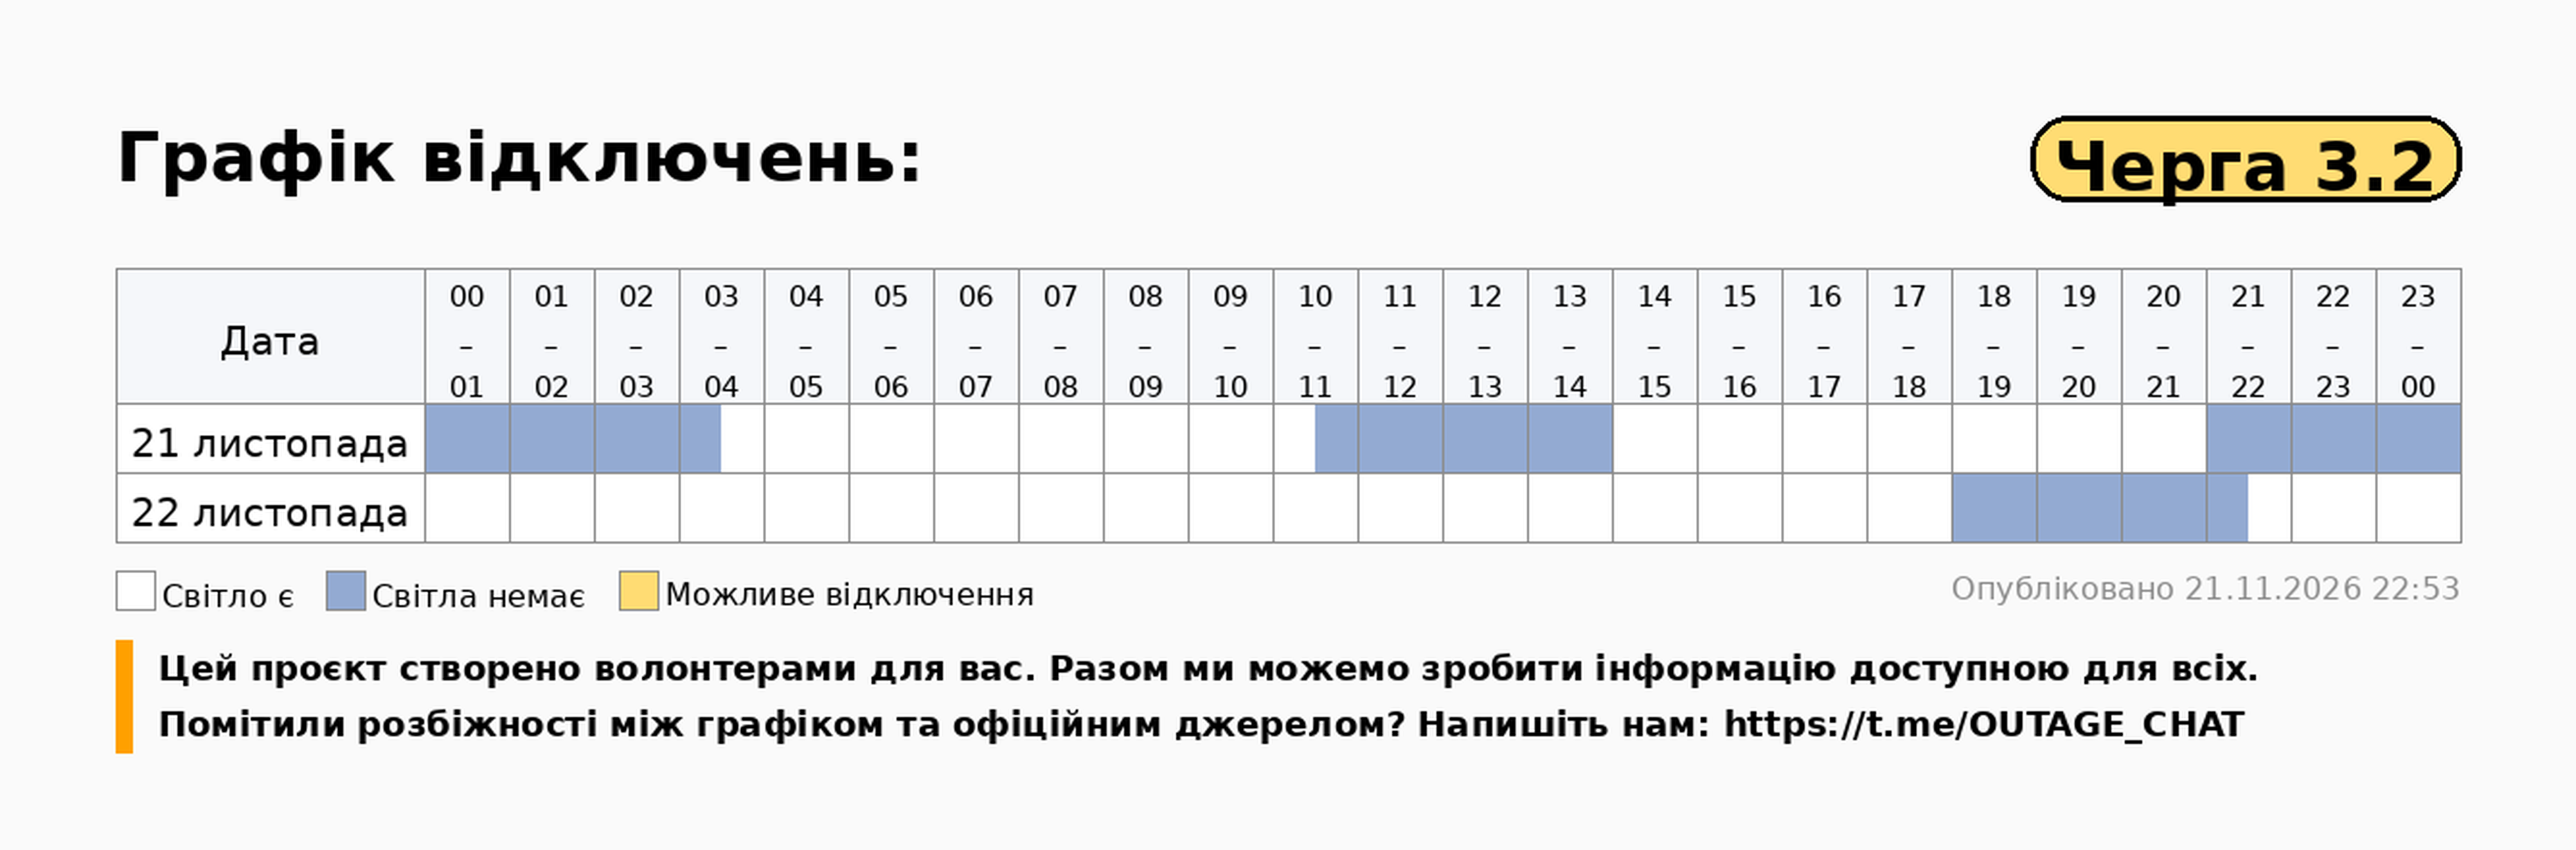 Графік відключень:
Черга 3.2
Дата
00 – 01
01 – 02
02 – 03
03 – 04
04 – 05
05 – 06
06 – 07
07 – 08
08 – 09
09 – 10
10 – 11
11 – 12
12 – 13
13 – 14
14 – 15
15 – 16
16 – 17
17 – 18
18 – 19
19 – 20
20 – 21
21 – 22
22 – 23
23 – 00
21 листопада
22 листопада
Світло є
Світла немає
Можливе відключення
Опубліковано 21.11.2026 22:53
Цей проєкт створено волонтерами для вас. Разом ми можемо зробити інформацію доступною для всіх.
Помітили розбіжності між графіком та офіційним джерелом? Напишіть нам: https://t.me/OUTAGE_CHAT